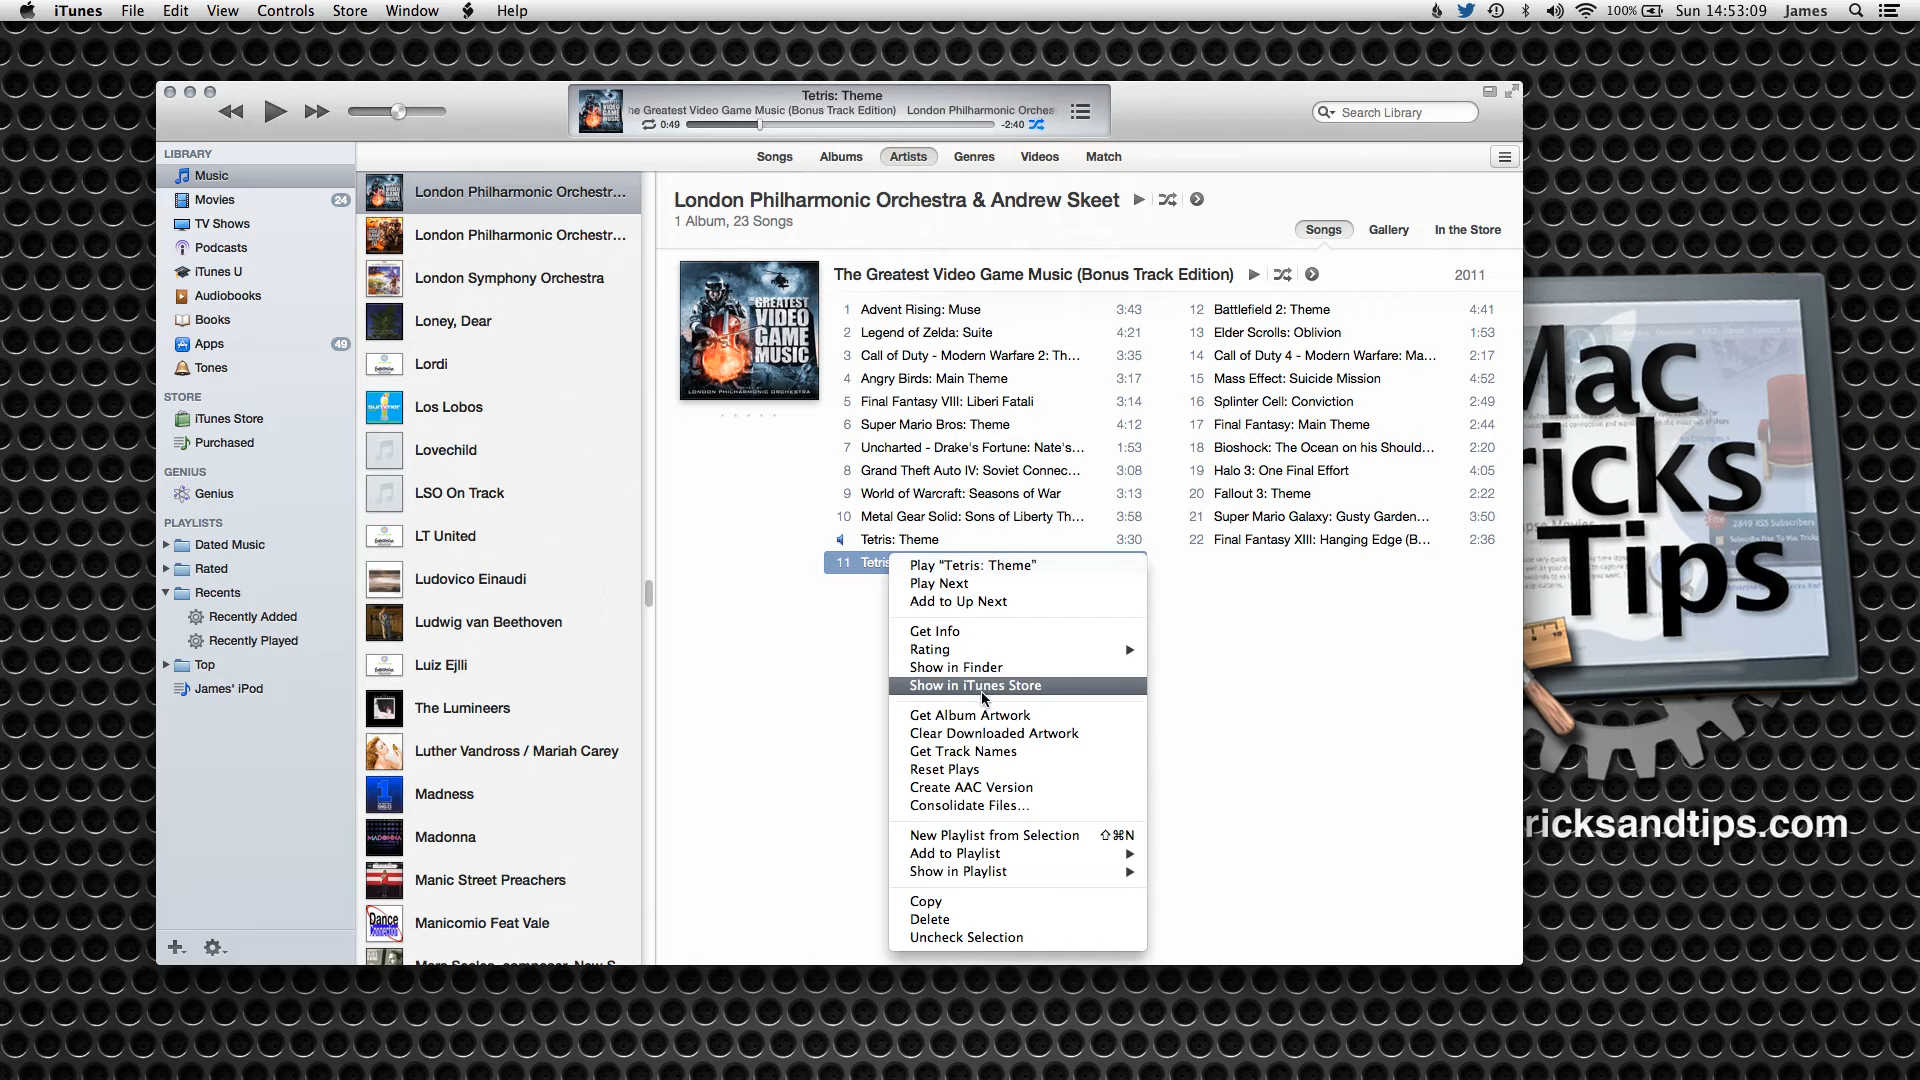 iTunes File Edit View Controls Store Window Help 100% Sun 14:53:09 James
Tetris: Theme
he Greatest Video Game Music (Bonus Track Edition) London Philharmonic Orches
0:49 -2:40
Search Library
LIBRARY
Music
Movies 24
TV Shows
Podcasts
iTunes U
Audiobooks
Books
Apps 49
Tones
STORE
iTunes Store
Purchased
GENIUS
Genius
PLAYLISTS
Dated Music
Rated
Recents
Recently Added
Recently Played
Top
James' iPod
Songs Albums Artists Genres Videos Match
London Philharmonic Orchestr...
London Philharmonic Orchestr...
London Symphony Orchestra
Loney, Dear
Lordi
Los Lobos
Lovechild
LSO On Track
LT United
Ludovico Einaudi
Ludwig van Beethoven
Luiz Ejlli
The Lumineers
Luther Vandross / Mariah Carey
Madness
Madonna
Manic Street Preachers
Manicomio Feat Vale
London Philharmonic Orchestra & Andrew Skeet
1 Album, 23 Songs
Songs Gallery In the Store
THE GREATEST
VIDEO
GAME
MUSIC
LONDON PHILHARMONIC ORCHESTRA
The Greatest Video Game Music (Bonus Track Edition) 2011
1 Advent Rising: Muse 3:43
2 Legend of Zelda: Suite 4:21
3 Call of Duty - Modern Warfare 2: Th... 3:35
4 Angry Birds: Main Theme 3:17
5 Final Fantasy VIII: Liberi Fatali 3:14
6 Super Mario Bros: Theme 4:12
7 Uncharted - Drake's Fortune: Nate's... 1:53
8 Grand Theft Auto IV: Soviet Connec... 3:08
9 World of Warcraft: Seasons of War 3:13
10 Metal Gear Solid: Sons of Liberty Th... 3:58
Tetris: Theme 3:30
11 Tetris
12 Battlefield 2: Theme 4:41
13 Elder Scrolls: Oblivion 1:53
14 Call of Duty 4 - Modern Warfare: Ma... 2:17
15 Mass Effect: Suicide Mission 4:52
16 Splinter Cell: Conviction 2:49
17 Final Fantasy: Main Theme 2:44
18 Bioshock: The Ocean on his Should... 2:20
19 Halo 3: One Final Effort 4:05
20 Fallout 3: Theme 2:22
21 Super Mario Galaxy: Gusty Garden... 3:50
22 Final Fantasy XIII: Hanging Edge (B... 2:36
Play "Tetris: Theme"
Play Next
Add to Up Next
Get Info
Rating
Show in Finder
Show in iTunes Store
Get Album Artwork
Clear Downloaded Artwork
Get Track Names
Reset Plays
Create AAC Version
Consolidate Files...
New Playlist from Selection ⇧⌘N
Add to Playlist
Show in Playlist
Copy
Delete
Uncheck Selection
Mac
ricks
Tips
2849 RSS Subscribers
ricksandtips.com